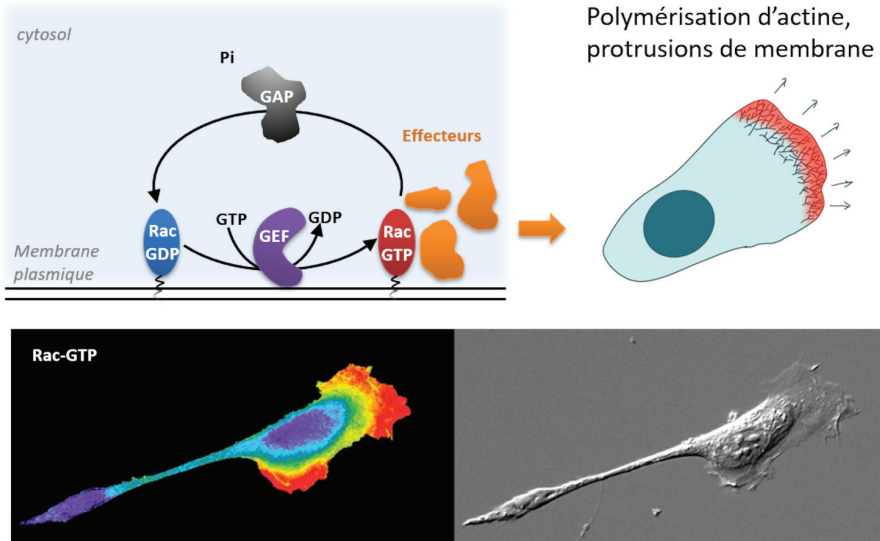 cytosol
Pi
GAP
Effecteurs
GTP
GDP
GEF
Rac
GDP
Rac
GTP
Membrane
plasmique
Polymérisation d’actine,
protrusions de membrane
Rac-GTP